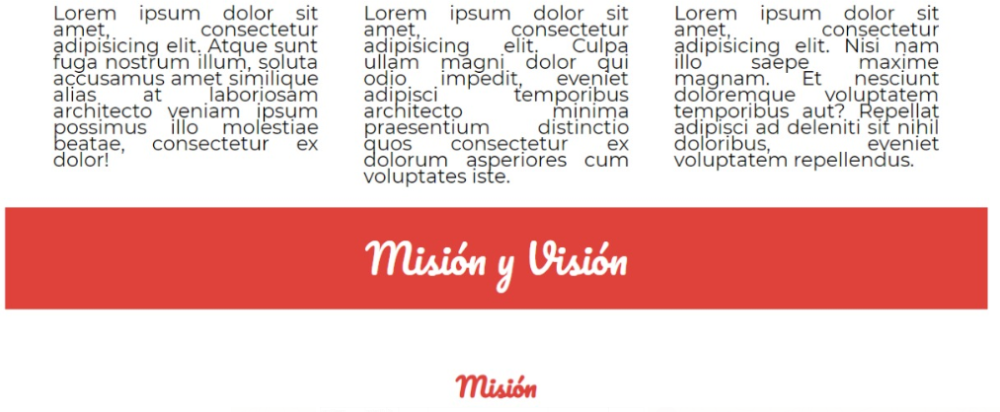 Lorem ipsum dolor sit
amet, consectetur
adipisicing elit. Atque sunt
fuga nostrum illum, soluta
accusamus amet similique
alias at laboriosam
architecto veniam ipsum
possimus illo molestiae
beatae, consectetur ex
dolor!
Lorem ipsum dolor sit
amet, consectetur
adipisicing elit. Culpa
ullam magni dolor qui
odio impedit, eveniet
adipisci temporibus
architecto minima
praesentium distinctio
quos consectetur ex
dolorum asperiores cum
voluptates iste.
Lorem ipsum dolor sit
amet, consectetur
adipisicing elit. Nisi nam
illo saepe maxime
magnam. Et nesciunt
doloremque voluptatem
temporibus aut? Repellat
adipisci ad deleniti sit nihil
doloribus, eveniet
voluptatem repellendus.
Misión y Visión
Misión